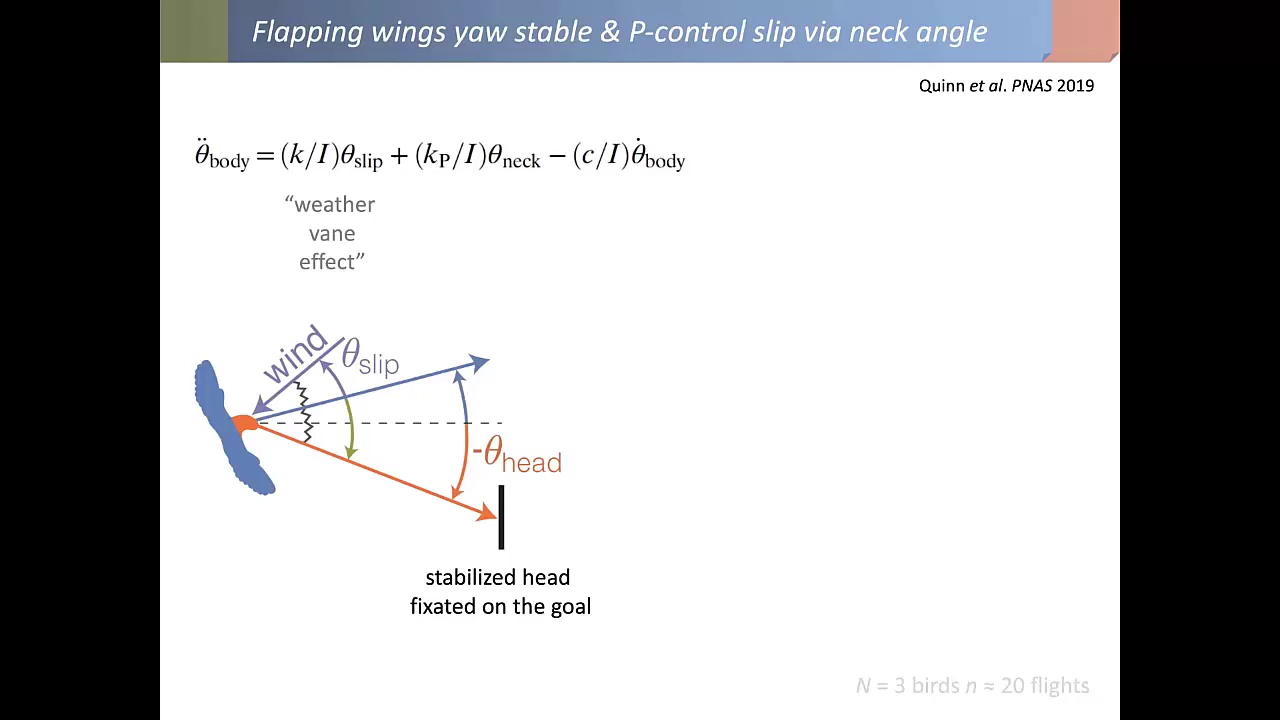 Flapping wings yaw stable & P-control slip via neck angle
Quinn et al. PNAS 2019
θ̈body = (k/I)θslip + (kP/I)θneck − (c/I)θ̇body
“weather
vane
effect”
wind
θslip
-θhead
stabilized head
fixated on the goal
N = 3 birds n ≈ 20 flights